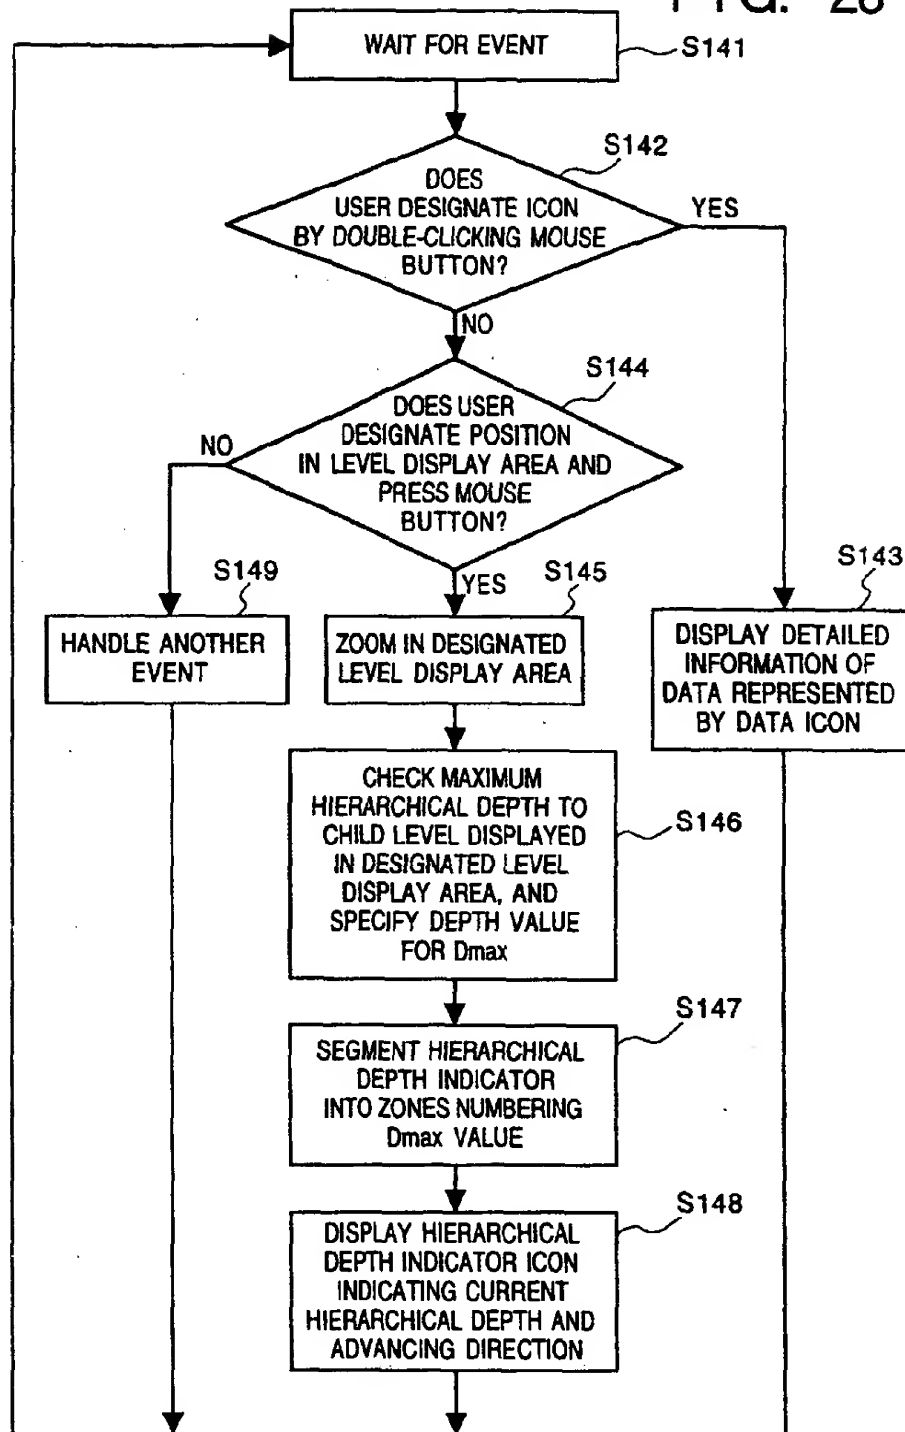 FIG. 28
WAIT FOR EVENT
S141
S142
DOES
USER DESIGNATE ICON
BY DOUBLE-CLICKING MOUSE
BUTTON?
YES
NO
S144
DOES USER
DESIGNATE POSITION
IN LEVEL DISPLAY AREA AND
PRESS MOUSE
BUTTON?
NO
YES
S149
HANDLE ANOTHER
EVENT
S145
ZOOM IN DESIGNATED
LEVEL DISPLAY AREA
S143
DISPLAY DETAILED
INFORMATION OF
DATA REPRESENTED
BY DATA ICON
CHECK MAXIMUM
HIERARCHICAL DEPTH TO
CHILD LEVEL DISPLAYED
IN DESIGNATED LEVEL
DISPLAY AREA, AND
SPECIFY DEPTH VALUE
FOR Dmax
S146
SEGMENT HIERARCHICAL
DEPTH INDICATOR
INTO ZONES NUMBERING
Dmax VALUE
S147
DISPLAY HIERARCHICAL
DEPTH INDICATOR ICON
INDICATING CURRENT
HIERARCHICAL DEPTH AND
ADVANCING DIRECTION
S148